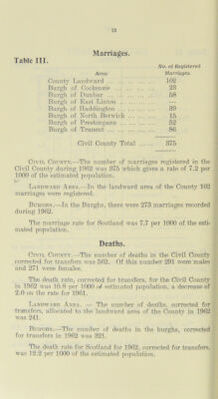 Marriages.
Table III.
No. of Registered
Area Marriages
County Landward ... 102
Burgh of Cockenzie ... 23
Burgh of Dunbar ... 58
Burgh of East Linton ... —
Burgh of Haddington ... 39
Burgh of North Berwick ... 15
Burgh of Prestonpans ... 52
Burgh of Tranent ... 86
Civil County Total ... 375
Civil County.—The number of marriages registered in the
Civil County during 1962 was 375 which gives a rate of 7.2 per
1000 of the estimated population.
Landward Area.—In the landward area of the County 102
marriages were registered.
Burghs.—In the Burghs, there were 273 marriages recorded
during 1962.
The marriage rate for Scotland was 7.7 per 1000 of the esti-
mated population.
Deaths.
Civil County.—The number of deaths in the Civil County
corrected for transfers was 562. Of this number 291 were males
and 271 were females.
The death rate, corrected for transfers, for the Civil County
in 1962 was 10.8 per 1000 of estimated population, a decrease of
2.0 on the rate for 1961.
Landward Area. — The number of deaths, corrected for
transfers, allocated to the landward area of the County in 1962
was 241.
Burghs.—The number of deaths in the burghs, corrected
for transfers in 1962 was 321.
The death rate for Scotland for 1962, corrected for transfers,
was 12.2 per 1000 of the estimated population.